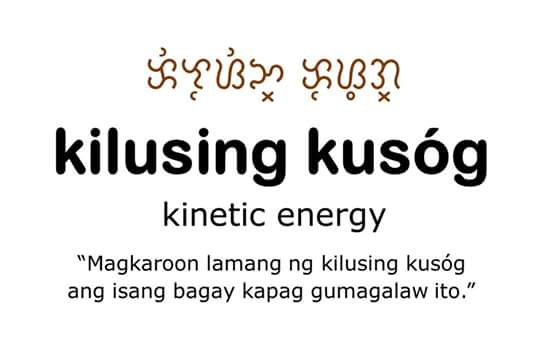 ᜃᜒᜎᜓᜐᜒᜅ᜔ ᜃᜓᜐᜓᜄ᜔
kilusing kusóg
kinetic energy
“Magkaroon lamang ng kilusing kusóg
ang isang bagay kapag gumagalaw ito.”